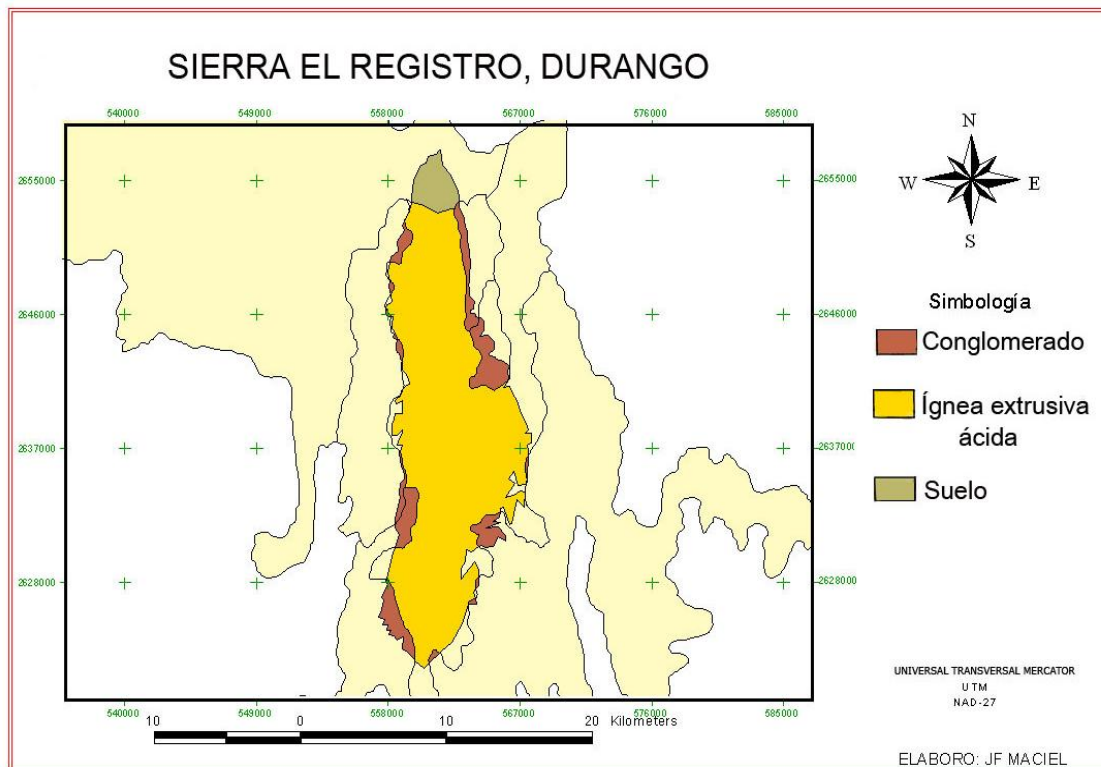 SIERRA EL REGISTRO, DURANGO
540000 549000 558000 567000 576000 585000
2655000 2655000
2646000 2646000
2637000 2637000
2628000 2628000
540000 549000 558000 567000 576000 585000
10 0 10 20 Kilometers
N
W E
S
Simbología
Conglomerado
Ígnea extrusiva
ácida
Suelo
UNIVERSAL TRANSVERSAL MERCATOR
UTM
NAD-27
ELABORO: JF MACIEL